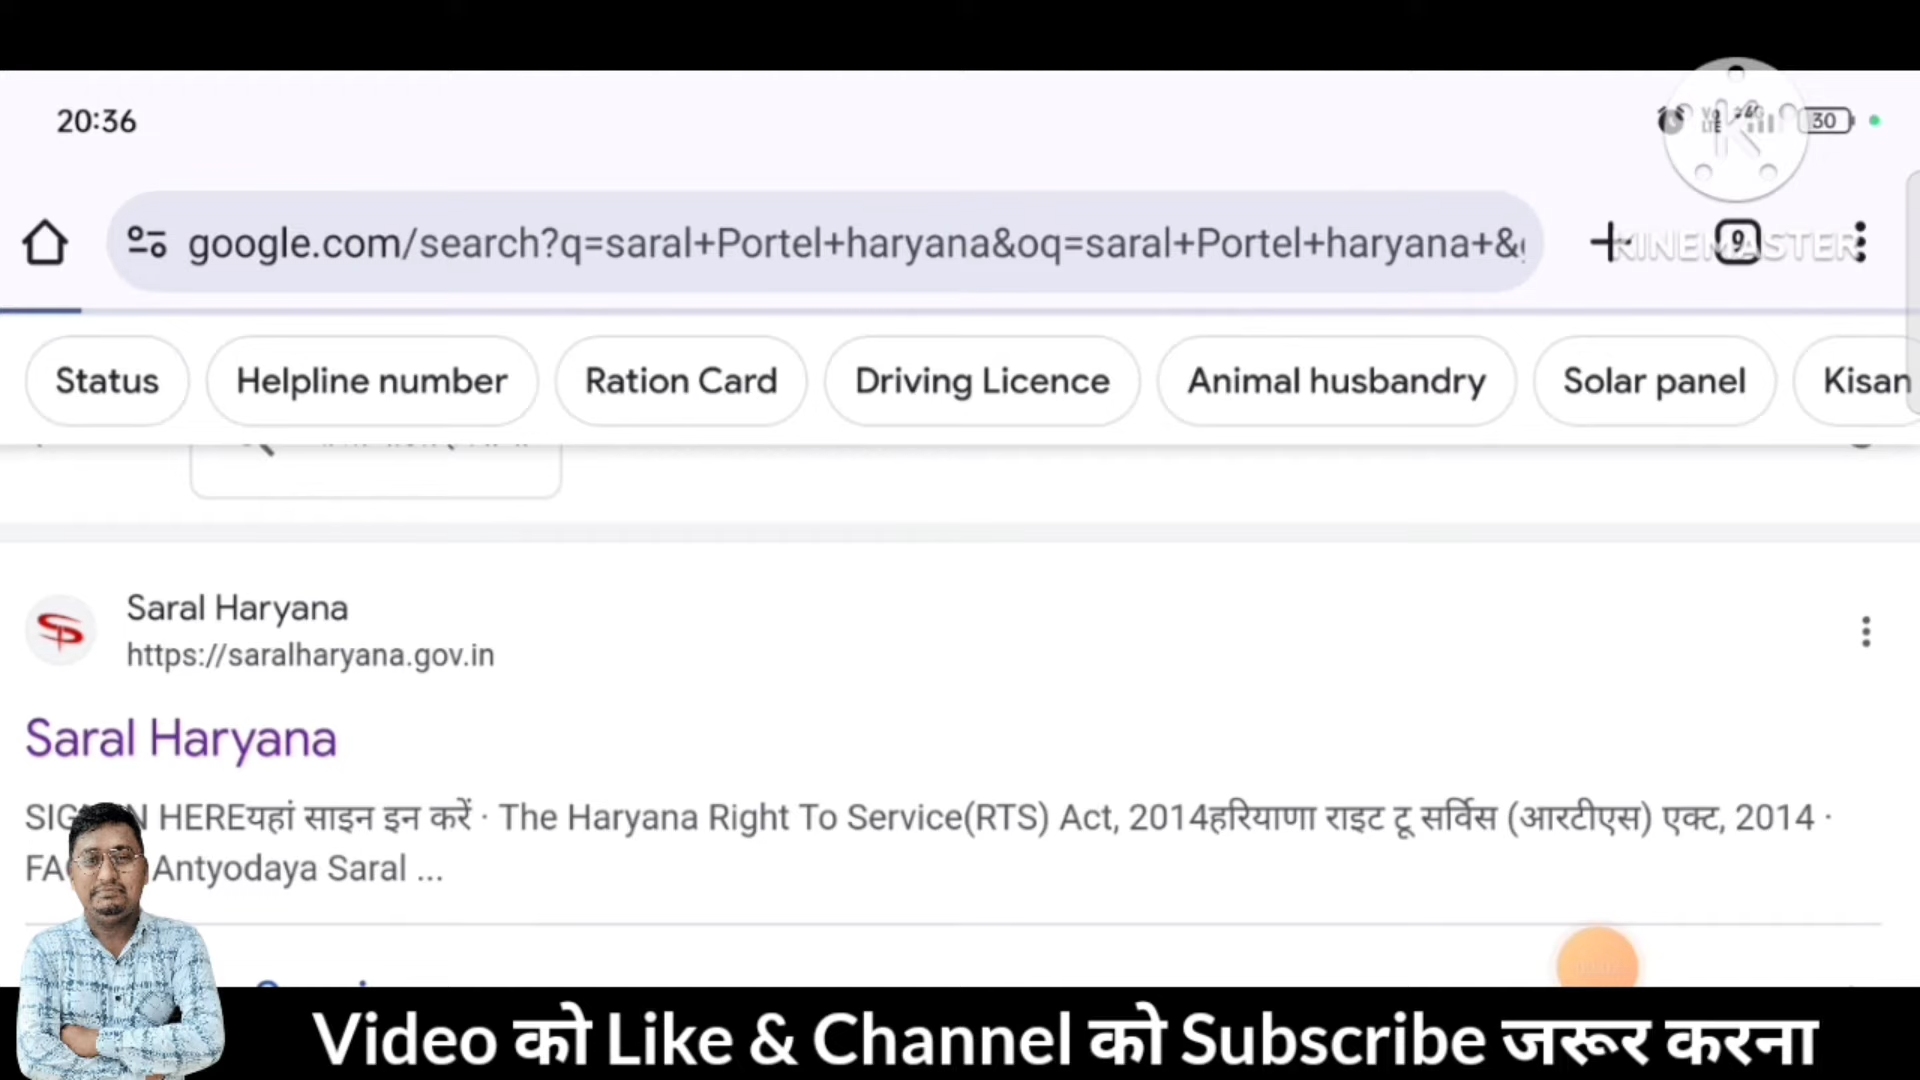 20:36
30
google.com/search?q=saral+Portel+haryana&oq=saral+Portel+haryana+&
9
KINEMASTER
Status
Helpline number
Ration Card
Driving Licence
Animal husbandry
Solar panel
Kisan
Saral Haryana
https://saralharyana.gov.in
Saral Haryana
HEREयहां साइन इन करें · The Haryana Right To Service(RTS) Act, 2014हरियाणा राइट टू सर्विस (आरटीएस) एक्ट, 2014 ·
Antyodaya Saral ...
Video को Like & Channel को Subscribe जरूर करना